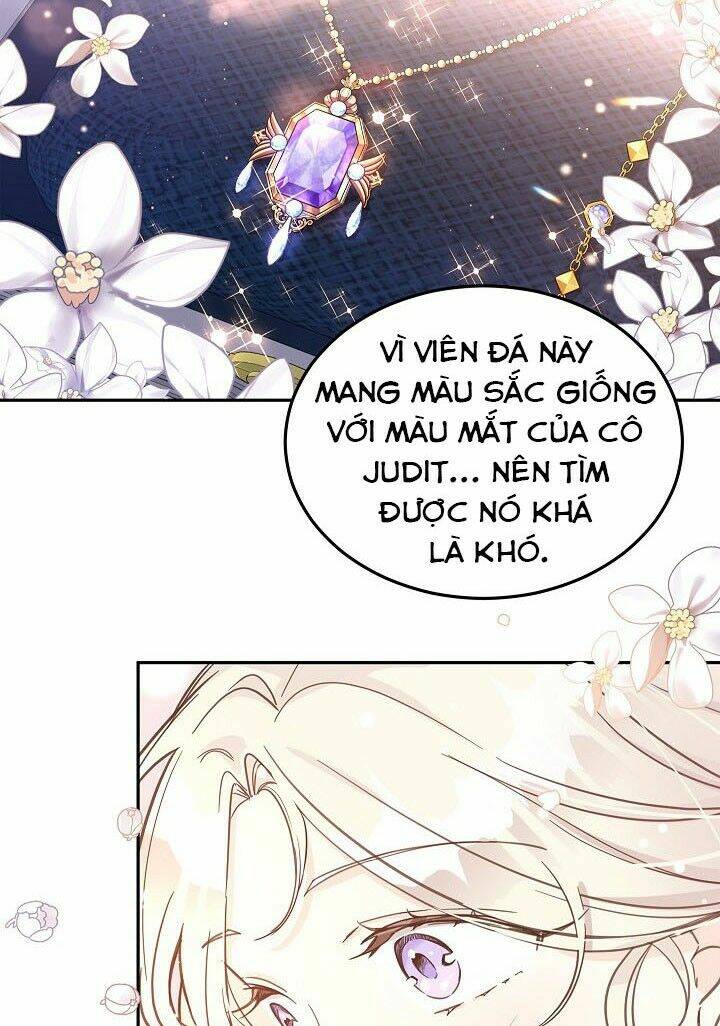 VÌ VIÊN ĐÁ NÀY
MANG MÀU SẮC GIỐNG
VỚI MÀU MẮT CỦA CÔ
JUDIT... NÊN TÌM
ĐƯỢC NÓ KHÁ
LÀ KHÓ.